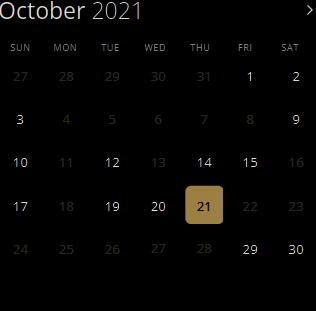 October 2021 >
SUN MON TUE WED THU FRI SAT
27 28 29 30 31 1 2
3 4 5 6 7 8 9
10 11 12 13 14 15 16
17 18 19 20 21 22 23
24 25 26 27 28 29 30